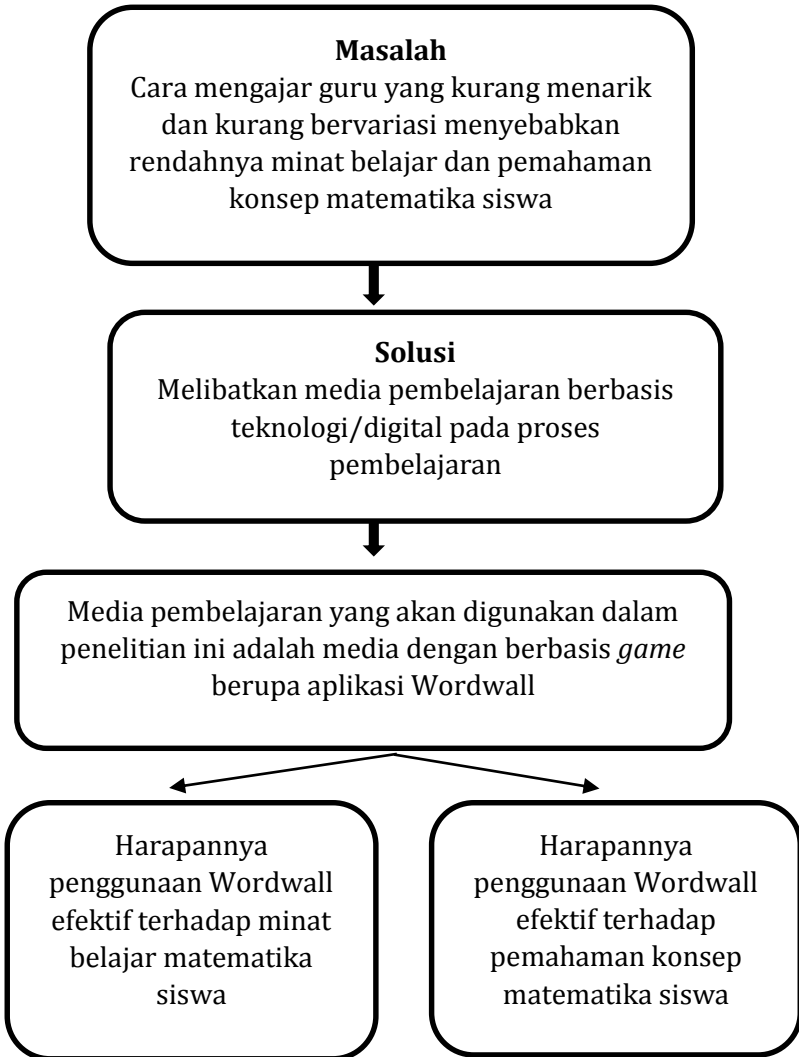 Masalah
Cara mengajar guru yang kurang menarik
dan kurang bervariasi menyebabkan
rendahnya minat belajar dan pemahaman
konsep matematika siswa
Solusi
Melibatkan media pembelajaran berbasis
teknologi/digital pada proses
pembelajaran
Media pembelajaran yang akan digunakan dalam
penelitian ini adalah media dengan berbasis game
berupa aplikasi Wordwall
Harapannya
penggunaan Wordwall
efektif terhadap minat
belajar matematika
siswa
Harapannya
penggunaan Wordwall
efektif terhadap
pemahaman konsep
matematika siswa